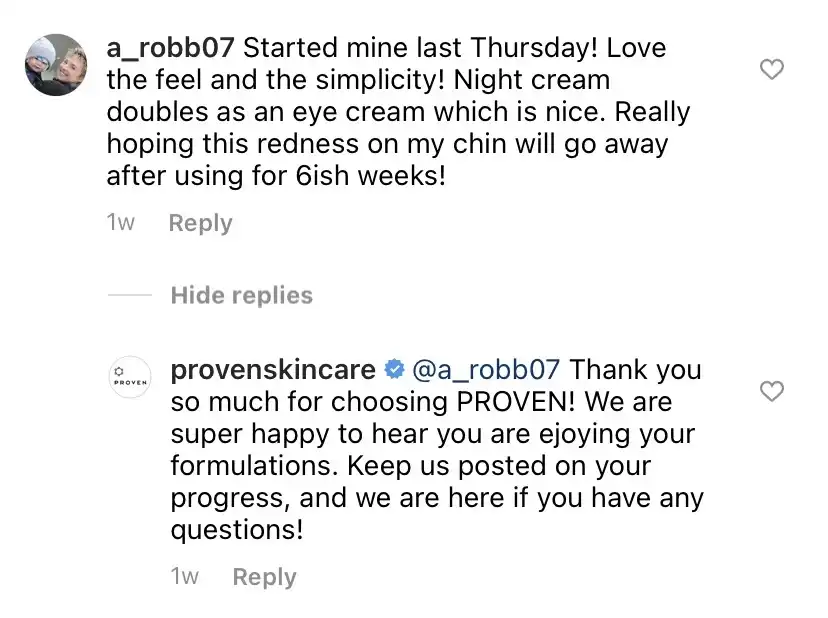 a_robb07 Started mine last Thursday! Love
the feel and the simplicity! Night cream
doubles as an eye cream which is nice. Really
hoping this redness on my chin will go away
after using for 6ish weeks!
1w Reply
Hide replies
PROVEN
provenskincare @a_robb07 Thank you
so much for choosing PROVEN! We are
super happy to hear you are ejoying your
formulations. Keep us posted on your
progress, and we are here if you have any
questions!
1w Reply